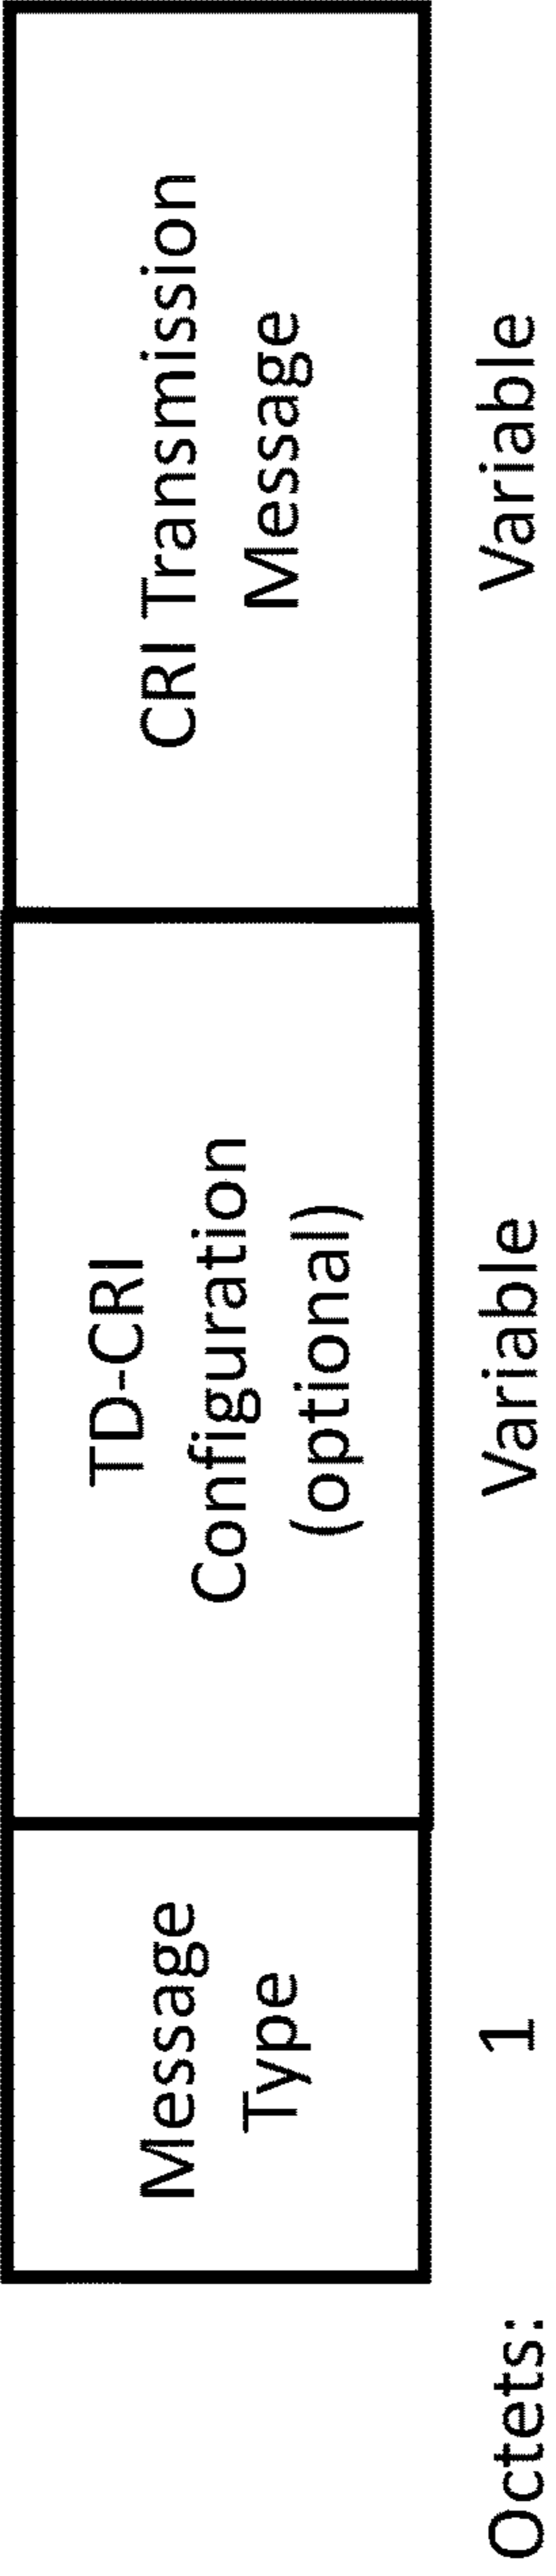 Message
Type
TD-CRI
Configuration
(optional)
CRI Transmission
Message
Octets:
1
Variable
Variable